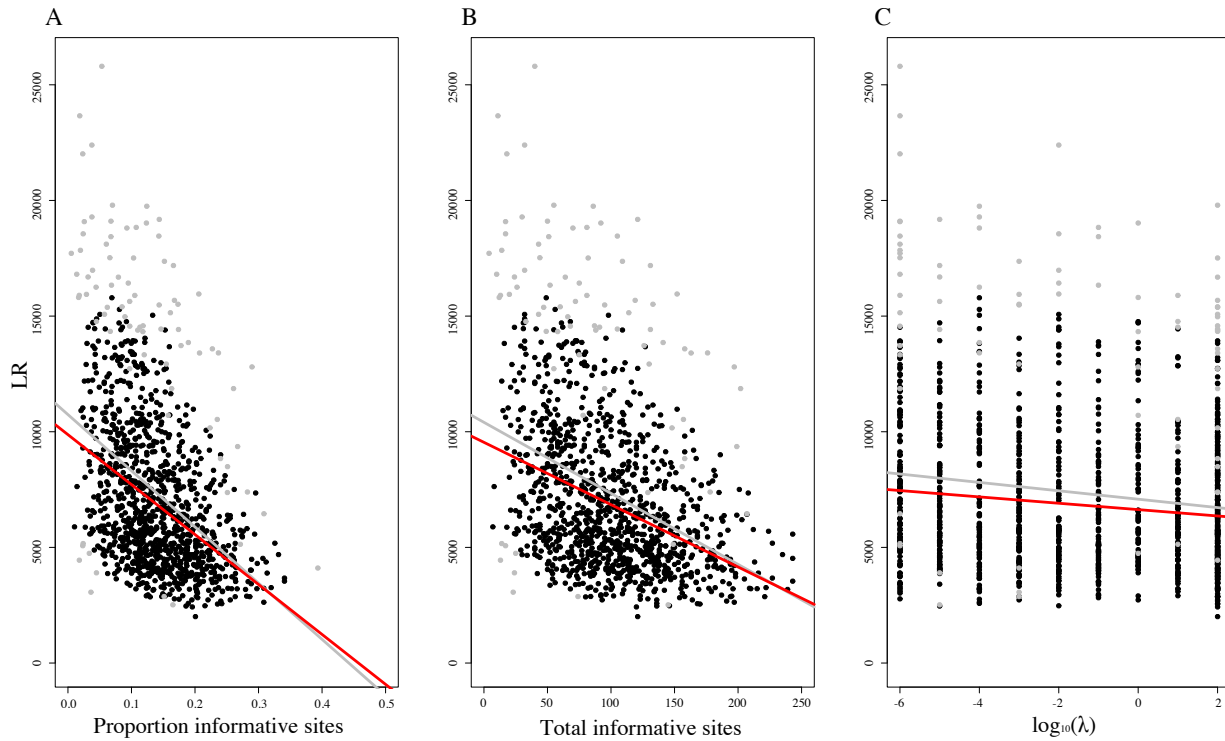 A B C
LR
25000 25000 25000
20000 20000 20000
15000 15000 15000
10000 10000 10000
5000 5000 5000
0 0 0
0.0 0.1 0.2 0.3 0.4 0.5
Proportion informative sites
0 50 100 150 200 250
Total informative sites
-6 -4 -2 0 2
log₁₀(λ)